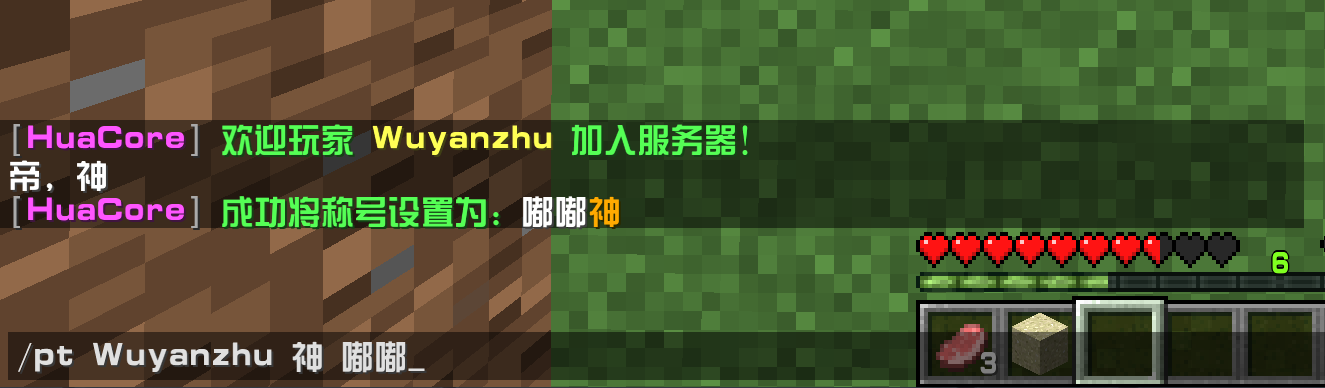 [HuaCore] 欢迎玩家 Wuyanzhu 加入服务器!
帝，神
[HuaCore] 成功将称号设置为：嘟嘟神
6
3
/pt Wuyanzhu 神 嘟嘟_